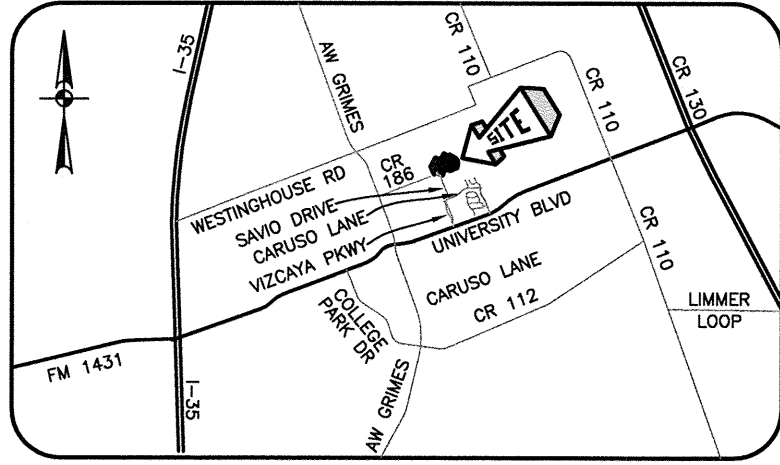 I-35
AW GRIMES
CR 110
CR 110
CR 130
SITE
CR
186
WESTINGHOUSE RD
SAVIO DRIVE
CARUSO LANE
VIZCAYA PKWY
UNIVERSITY BLVD
CARUSO LANE
CR 112
CR 110
LIMMER
LOOP
COLLEGE
PARK DR
FM 1431
I-35
AW GRIMES